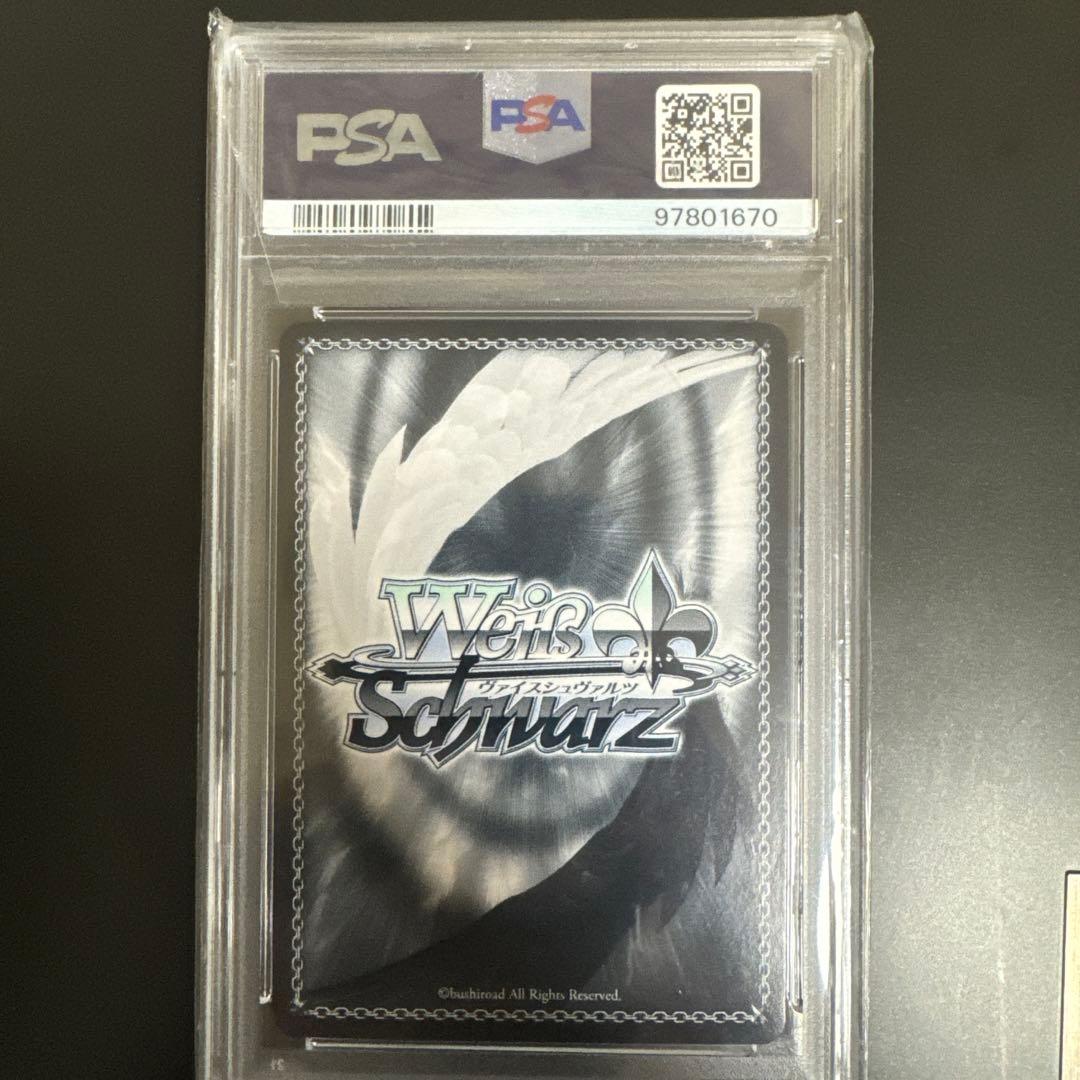 PSA
PSA
97801670
Weiß
ヴァイスシュヴァルツ
Schwarz
©bushiroad All Rights Reserved.